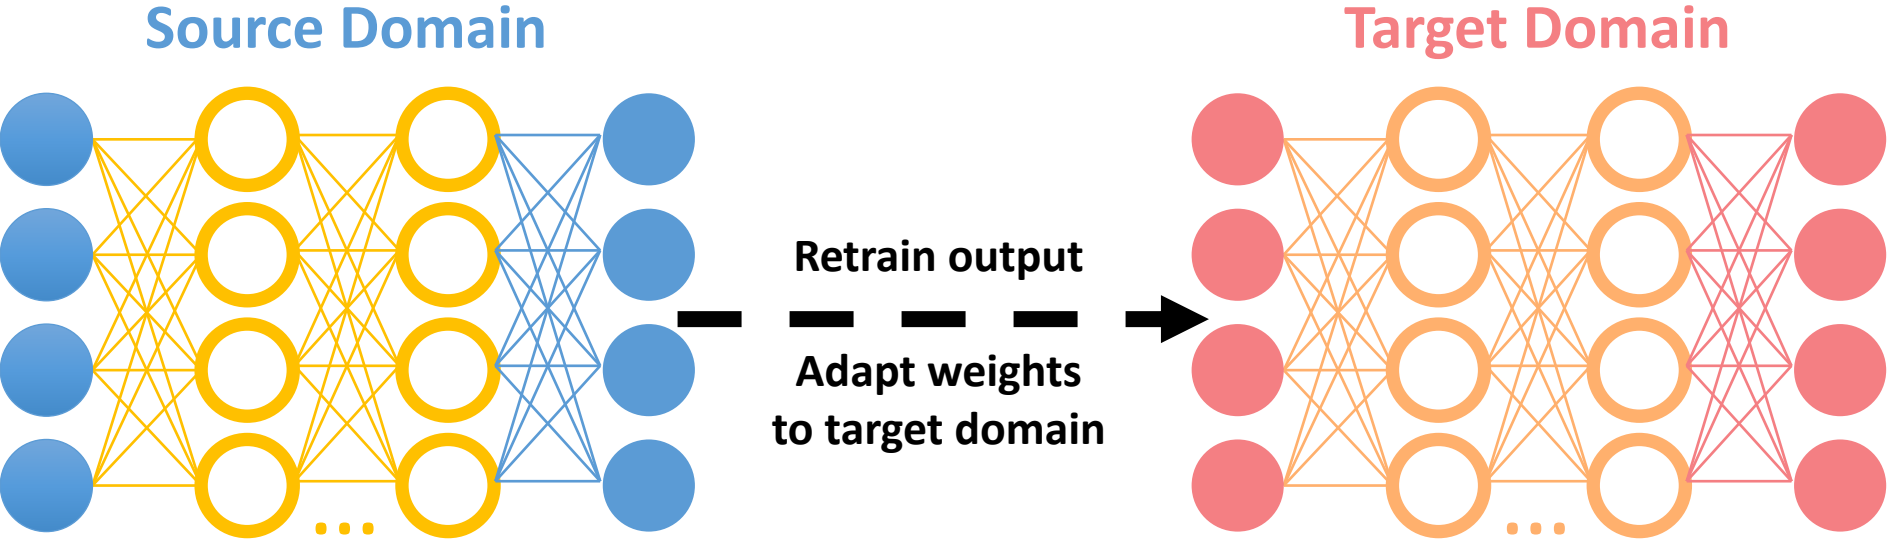 Source Domain
Target Domain
Retrain output
Adapt weights
to target domain
...
...